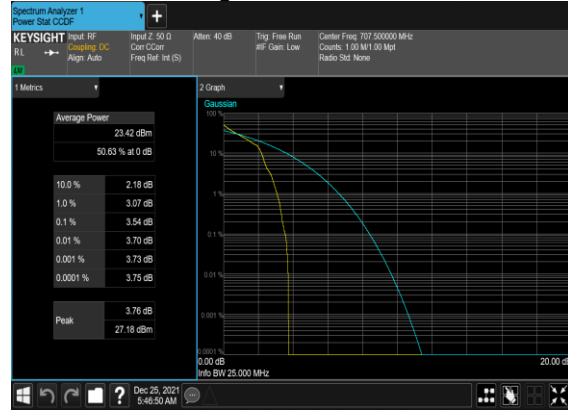 Spectrum Analyzer 1
Power Stat CCDF
KEYSIGHT
RL
LM
Input: RF
Coupling: DC
Align: Auto
Input Z: 50 Ω
Corr CCorr
Freq Ref: Int (S)
Atten: 40 dB
Trig: Free Run
#IF Gain: Low
Center Freq: 707.500000 MHz
Counts: 1.00 M/1.00 Mpt
Radio Std: None
1 Metrics
Average Power
23.42 dBm
50.63 % at 0 dB
10.0 % 2.18 dB
1.0 % 3.07 dB
0.1 % 3.54 dB
0.01 % 3.70 dB
0.001 % 3.73 dB
0.0001 % 3.75 dB
Peak
3.76 dB
27.18 dBm
2 Graph
Gaussian
100 %
10 %
1 %
0.1 %
0.01 %
0.001 %
0.0001 %
0.00 dB
20.00 dB
Info BW 25.000 MHz
?
Dec 25, 2021
5:46:50 AM